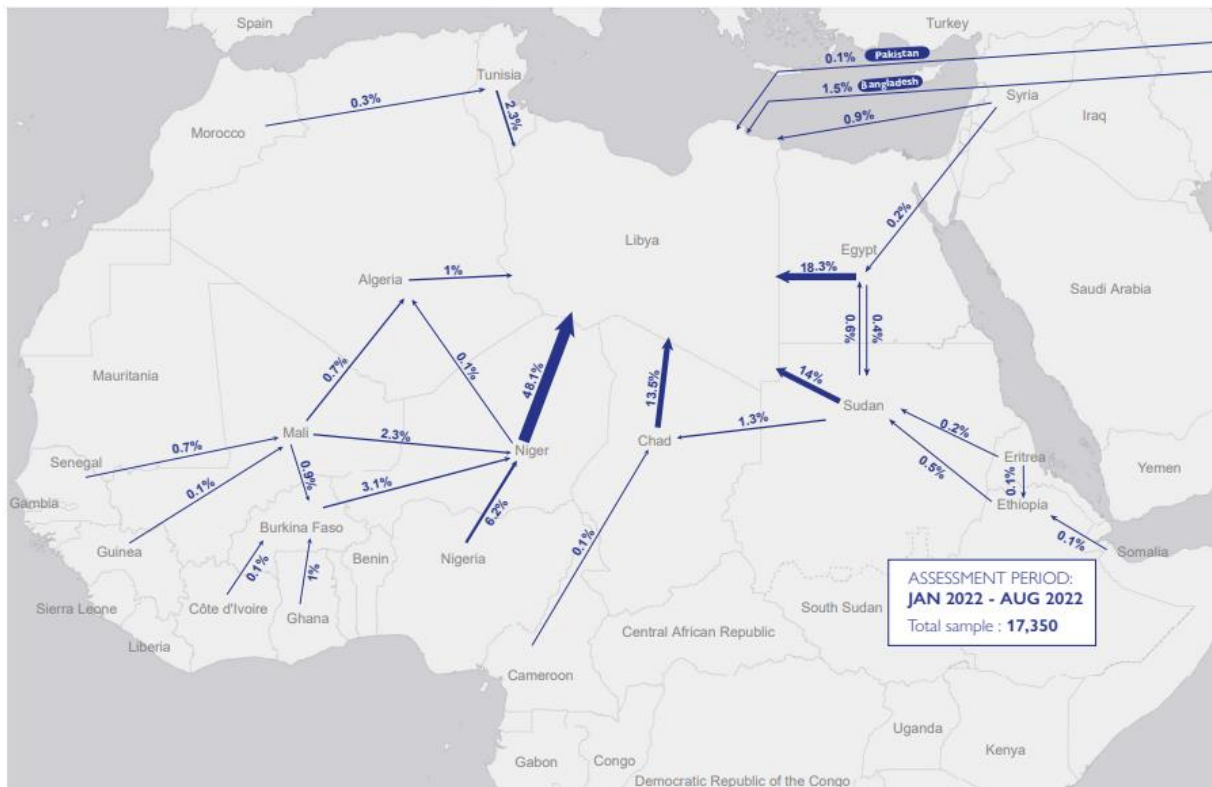 Spain
Turkey
0.1% Pakistan
1.5% Bangladesh
Tunisia
Syria
Iraq
0.3%
2.3%
0.9%
Morocco
0.2%
Libya
Egypt
Algeria
1%
18.3%
Saudi Arabia
0.6%
0.4%
0.7%
0.1%
48.1%
13.5%
14%
Mauritania
Sudan
Mali
2.3%
Niger
Chad
1.3%
0.2%
Senegal
0.7%
0.9%
0.5%
Eritrea
0.1%
Yemen
Gambia
0.1%
3.1%
6.2%
Ethiopia
Burkina Faso
0.1%
Guinea
Benin
Nigeria
0.1%
Somalia
0.1%
1%
Sierra Leone
Côte d'Ivoire
Ghana
ASSESSMENT PERIOD:
JAN 2022 - AUG 2022
Total sample : 17,350
South Sudan
Liberia
Central African Republic
Cameroon
Uganda
Kenya
Gabon
Congo
Democratic Republic of the Congo